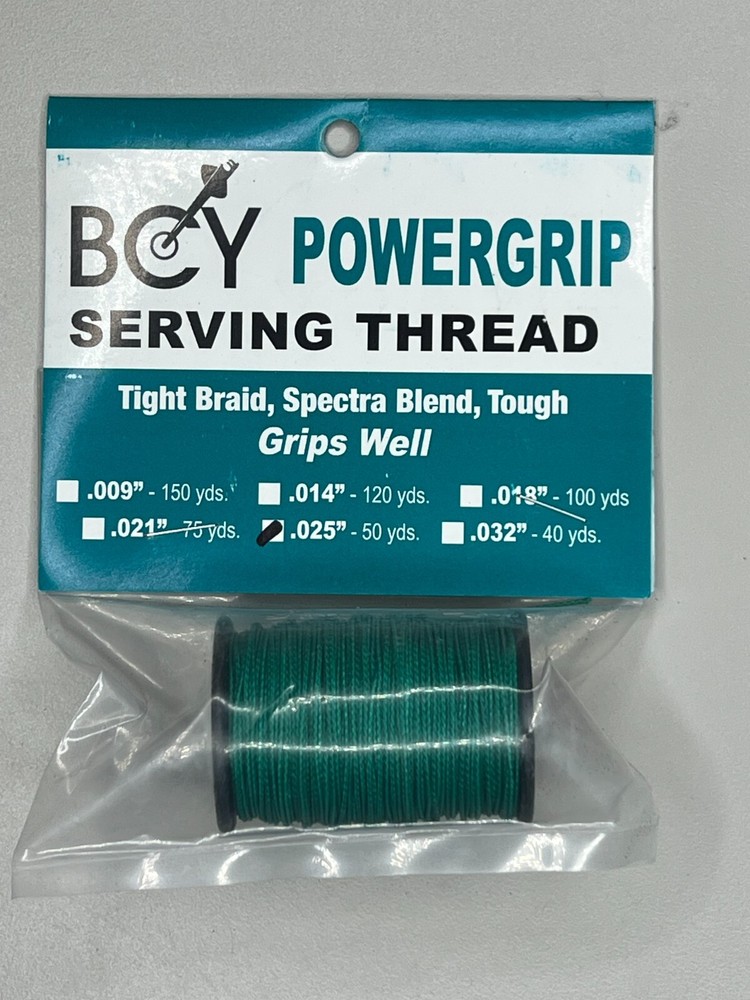 BCY POWERGRIP
SERVING THREAD
Tight Braid, Spectra Blend, Tough
Grips Well
.009” - 150 yds. .014” - 120 yds. .018” - 100 yds
.021” - 75 yds. .025” - 50 yds. .032” - 40 yds.